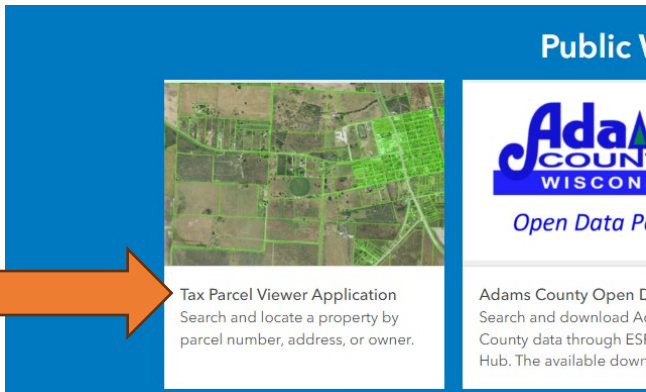 Public
Tax Parcel Viewer Application
Search and locate a property by
parcel number, address, or owner.
WISCON
Open Data
Adams County Open
Search and download
County data through
Hub. The available